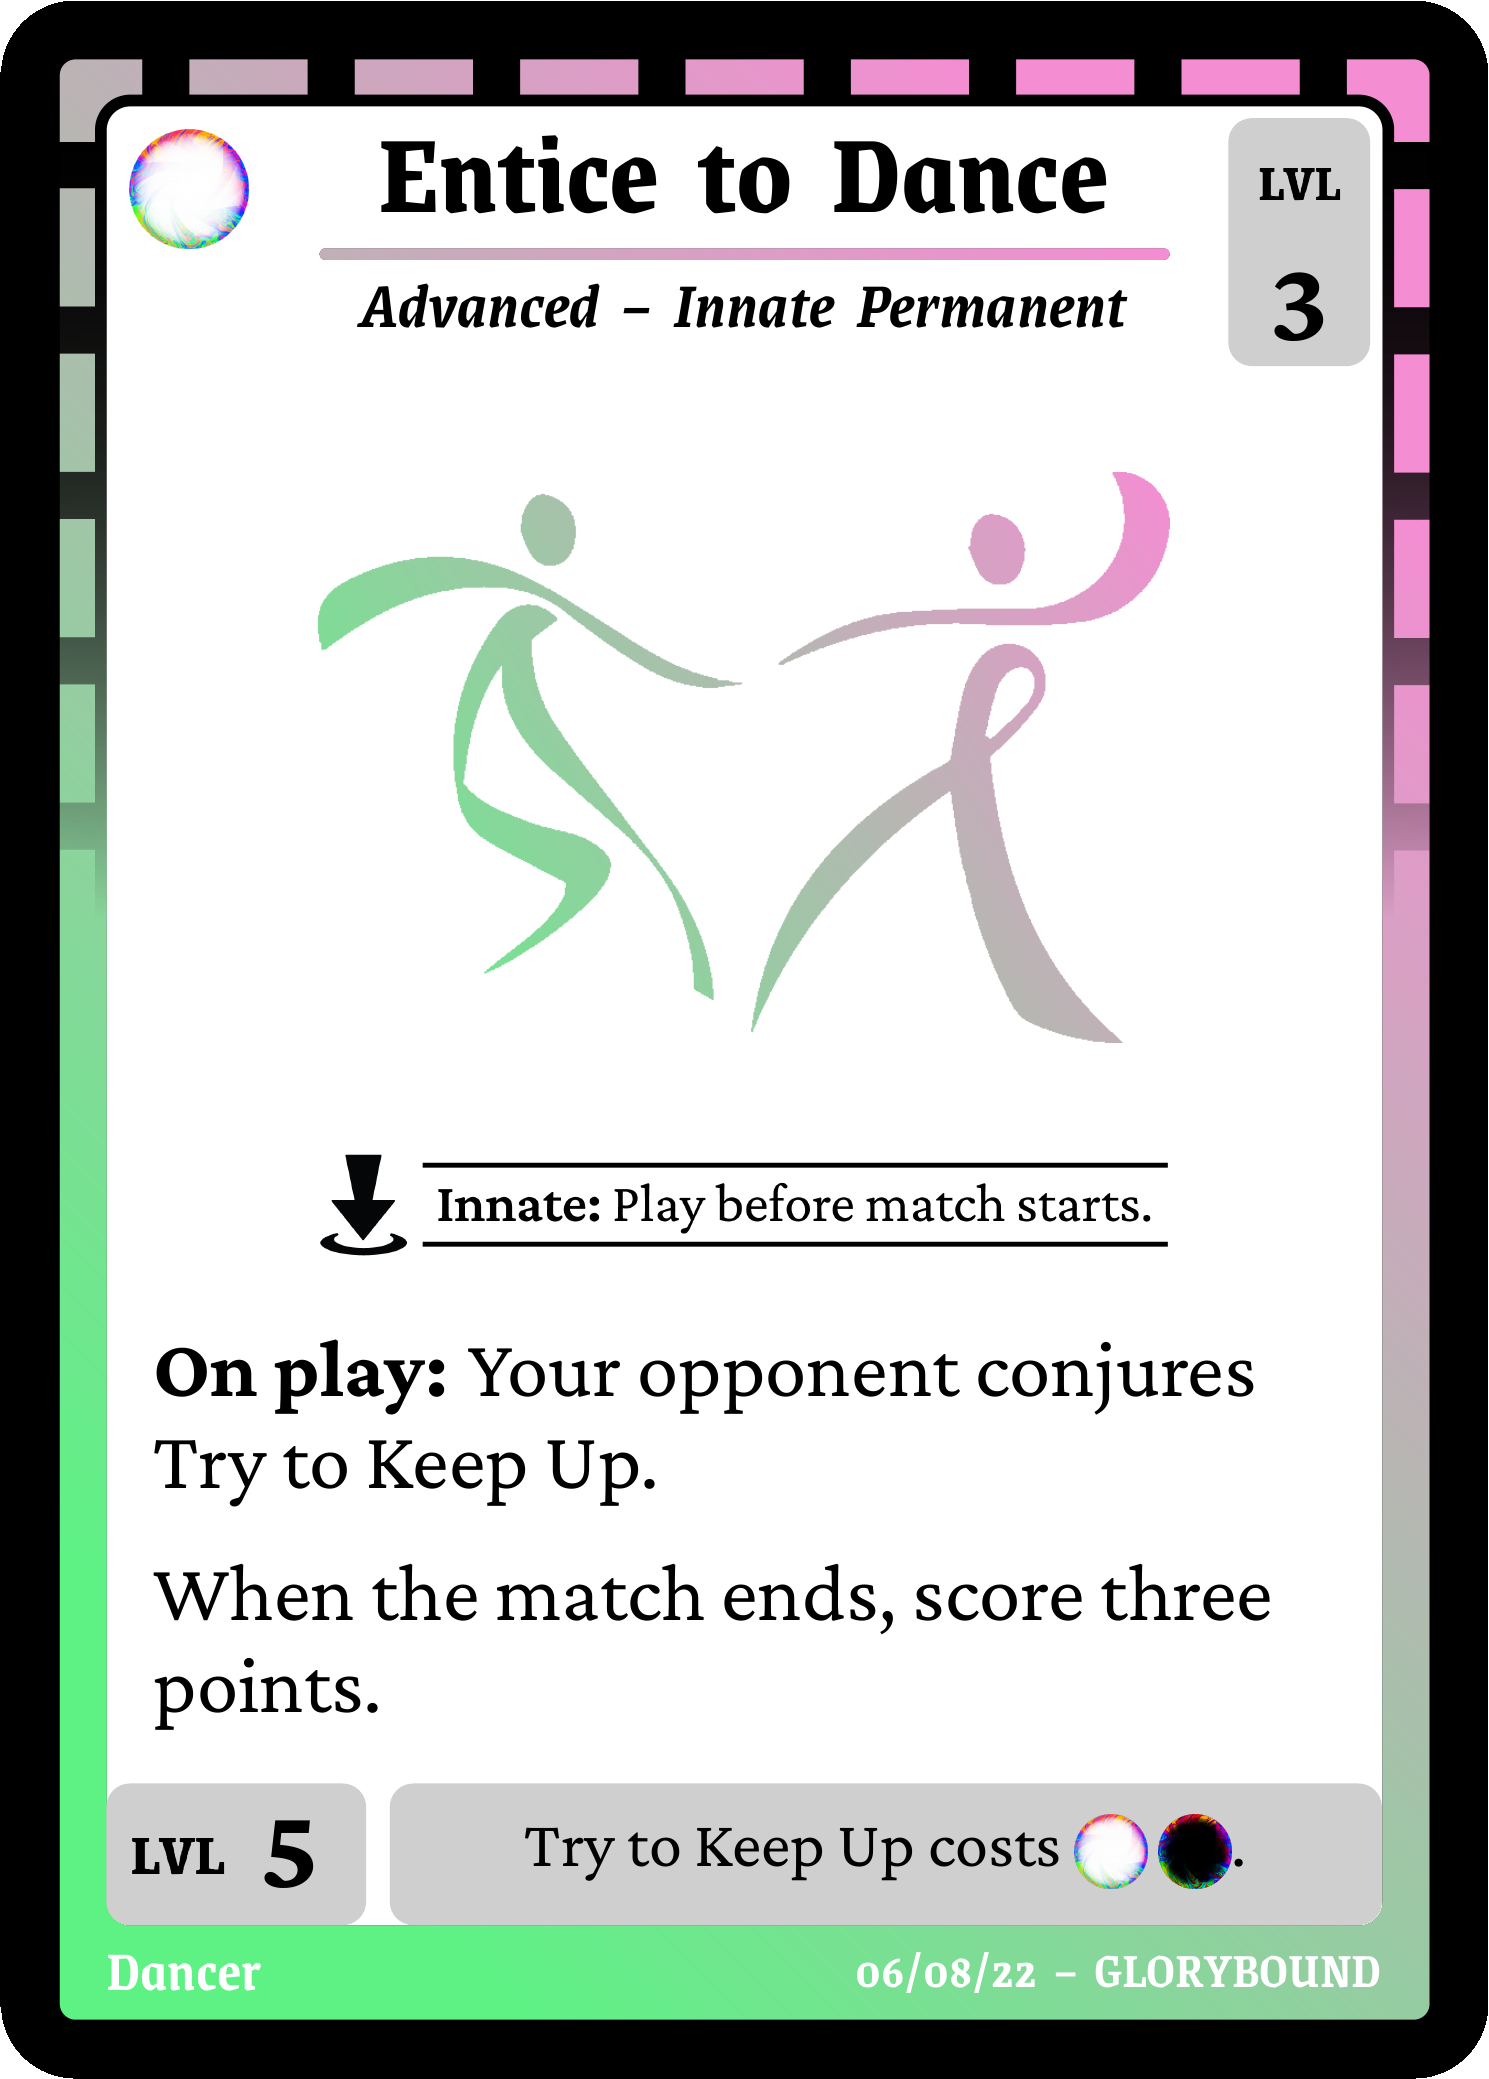 Entice to Dance
LVL
3
Advanced – Innate Permanent
Innate: Play before match starts.
On play: Your opponent conjures
Try to Keep Up.
When the match ends, score three
points.
LVL 5
Try to Keep Up costs .
Dancer
06/08/22 – GLORYBOUND